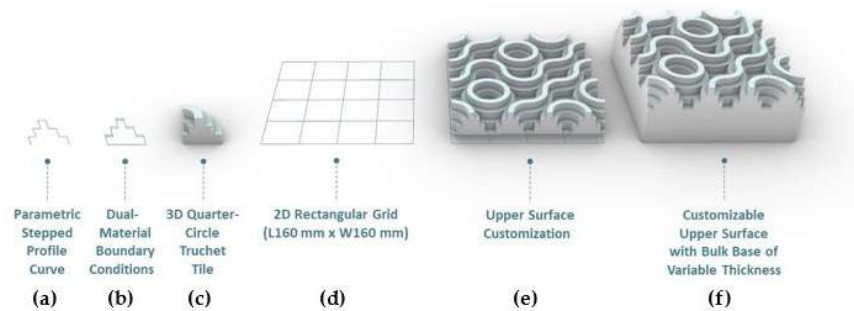 Parametric
Stepped
Profile
Curve
Dual-
Material
Boundary
Conditions
3D Quarter-
Circle
Truchet
Tile
2D Rectangular Grid
(L160 mm x W160 mm)
Upper Surface
Customization
Customizable
Upper Surface
with Bulk Base of
Variable Thickness
(a)
(b)
(c)
(d)
(e)
(f)